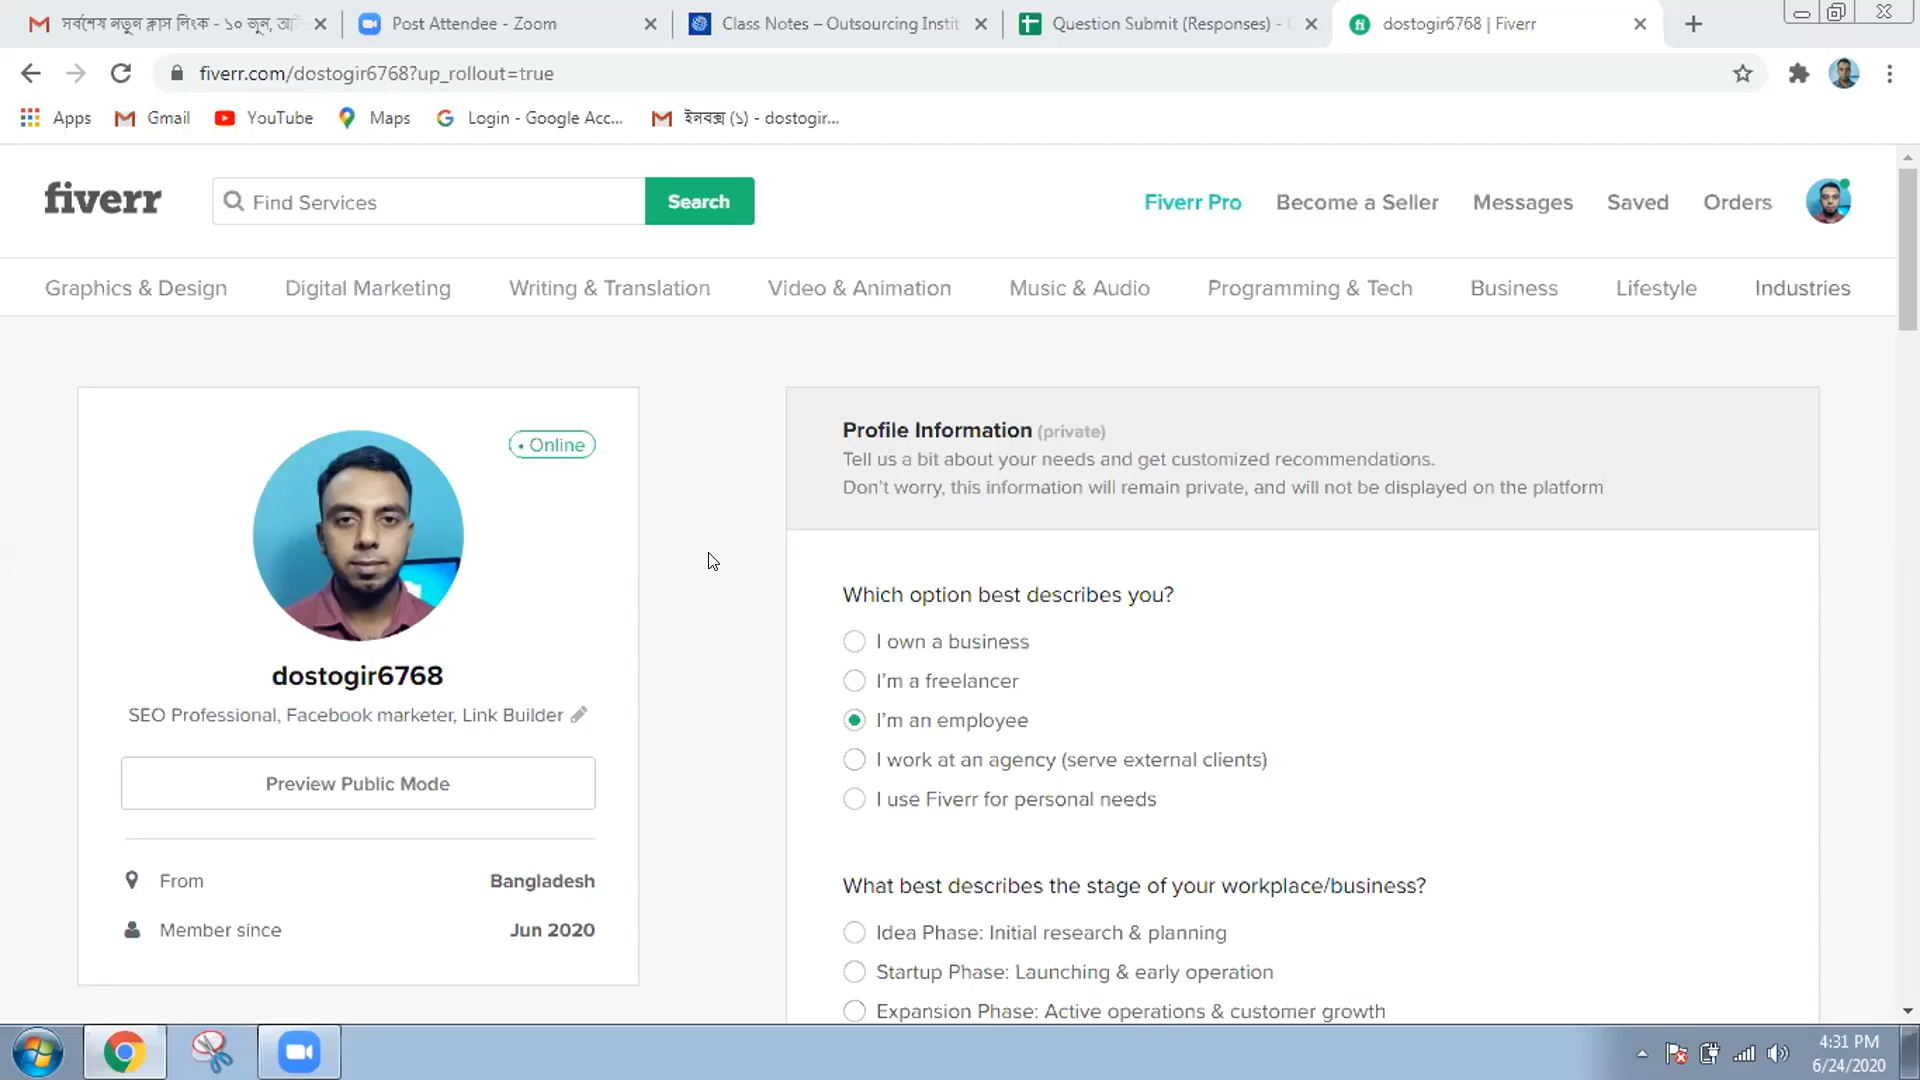 সর্বশেষ নতুন ক্লাস লিংক - ১০ জুন,
Post Attendee - Zoom
Class Notes – Outsourcing Instit
Question Submit (Responses) -
dostogir6768 | Fiverr
fiverr.com/dostogir6768?up_rollout=true
Apps
Gmail
YouTube
Maps
Login - Google Acc...
ইনবক্স (১) - dostogir...
fiverr
Find Services
Search
Fiverr Pro
Become a Seller
Messages
Saved
Orders
Graphics & Design
Digital Marketing
Writing & Translation
Video & Animation
Music & Audio
Programming & Tech
Business
Lifestyle
Industries
• Online
dostogir6768
SEO Professional, Facebook marketer, Link Builder
Preview Public Mode
From Bangladesh
Member since Jun 2020
Profile Information (private)
Tell us a bit about your needs and get customized recommendations.
Don't worry, this information will remain private, and will not be displayed on the platform
Which option best describes you?
I own a business
I'm a freelancer
I'm an employee
I work at an agency (serve external clients)
I use Fiverr for personal needs
What best describes the stage of your workplace/business?
Idea Phase: Initial research & planning
Startup Phase: Launching & early operation
Expansion Phase: Active operations & customer growth
4:31 PM
6/24/2020